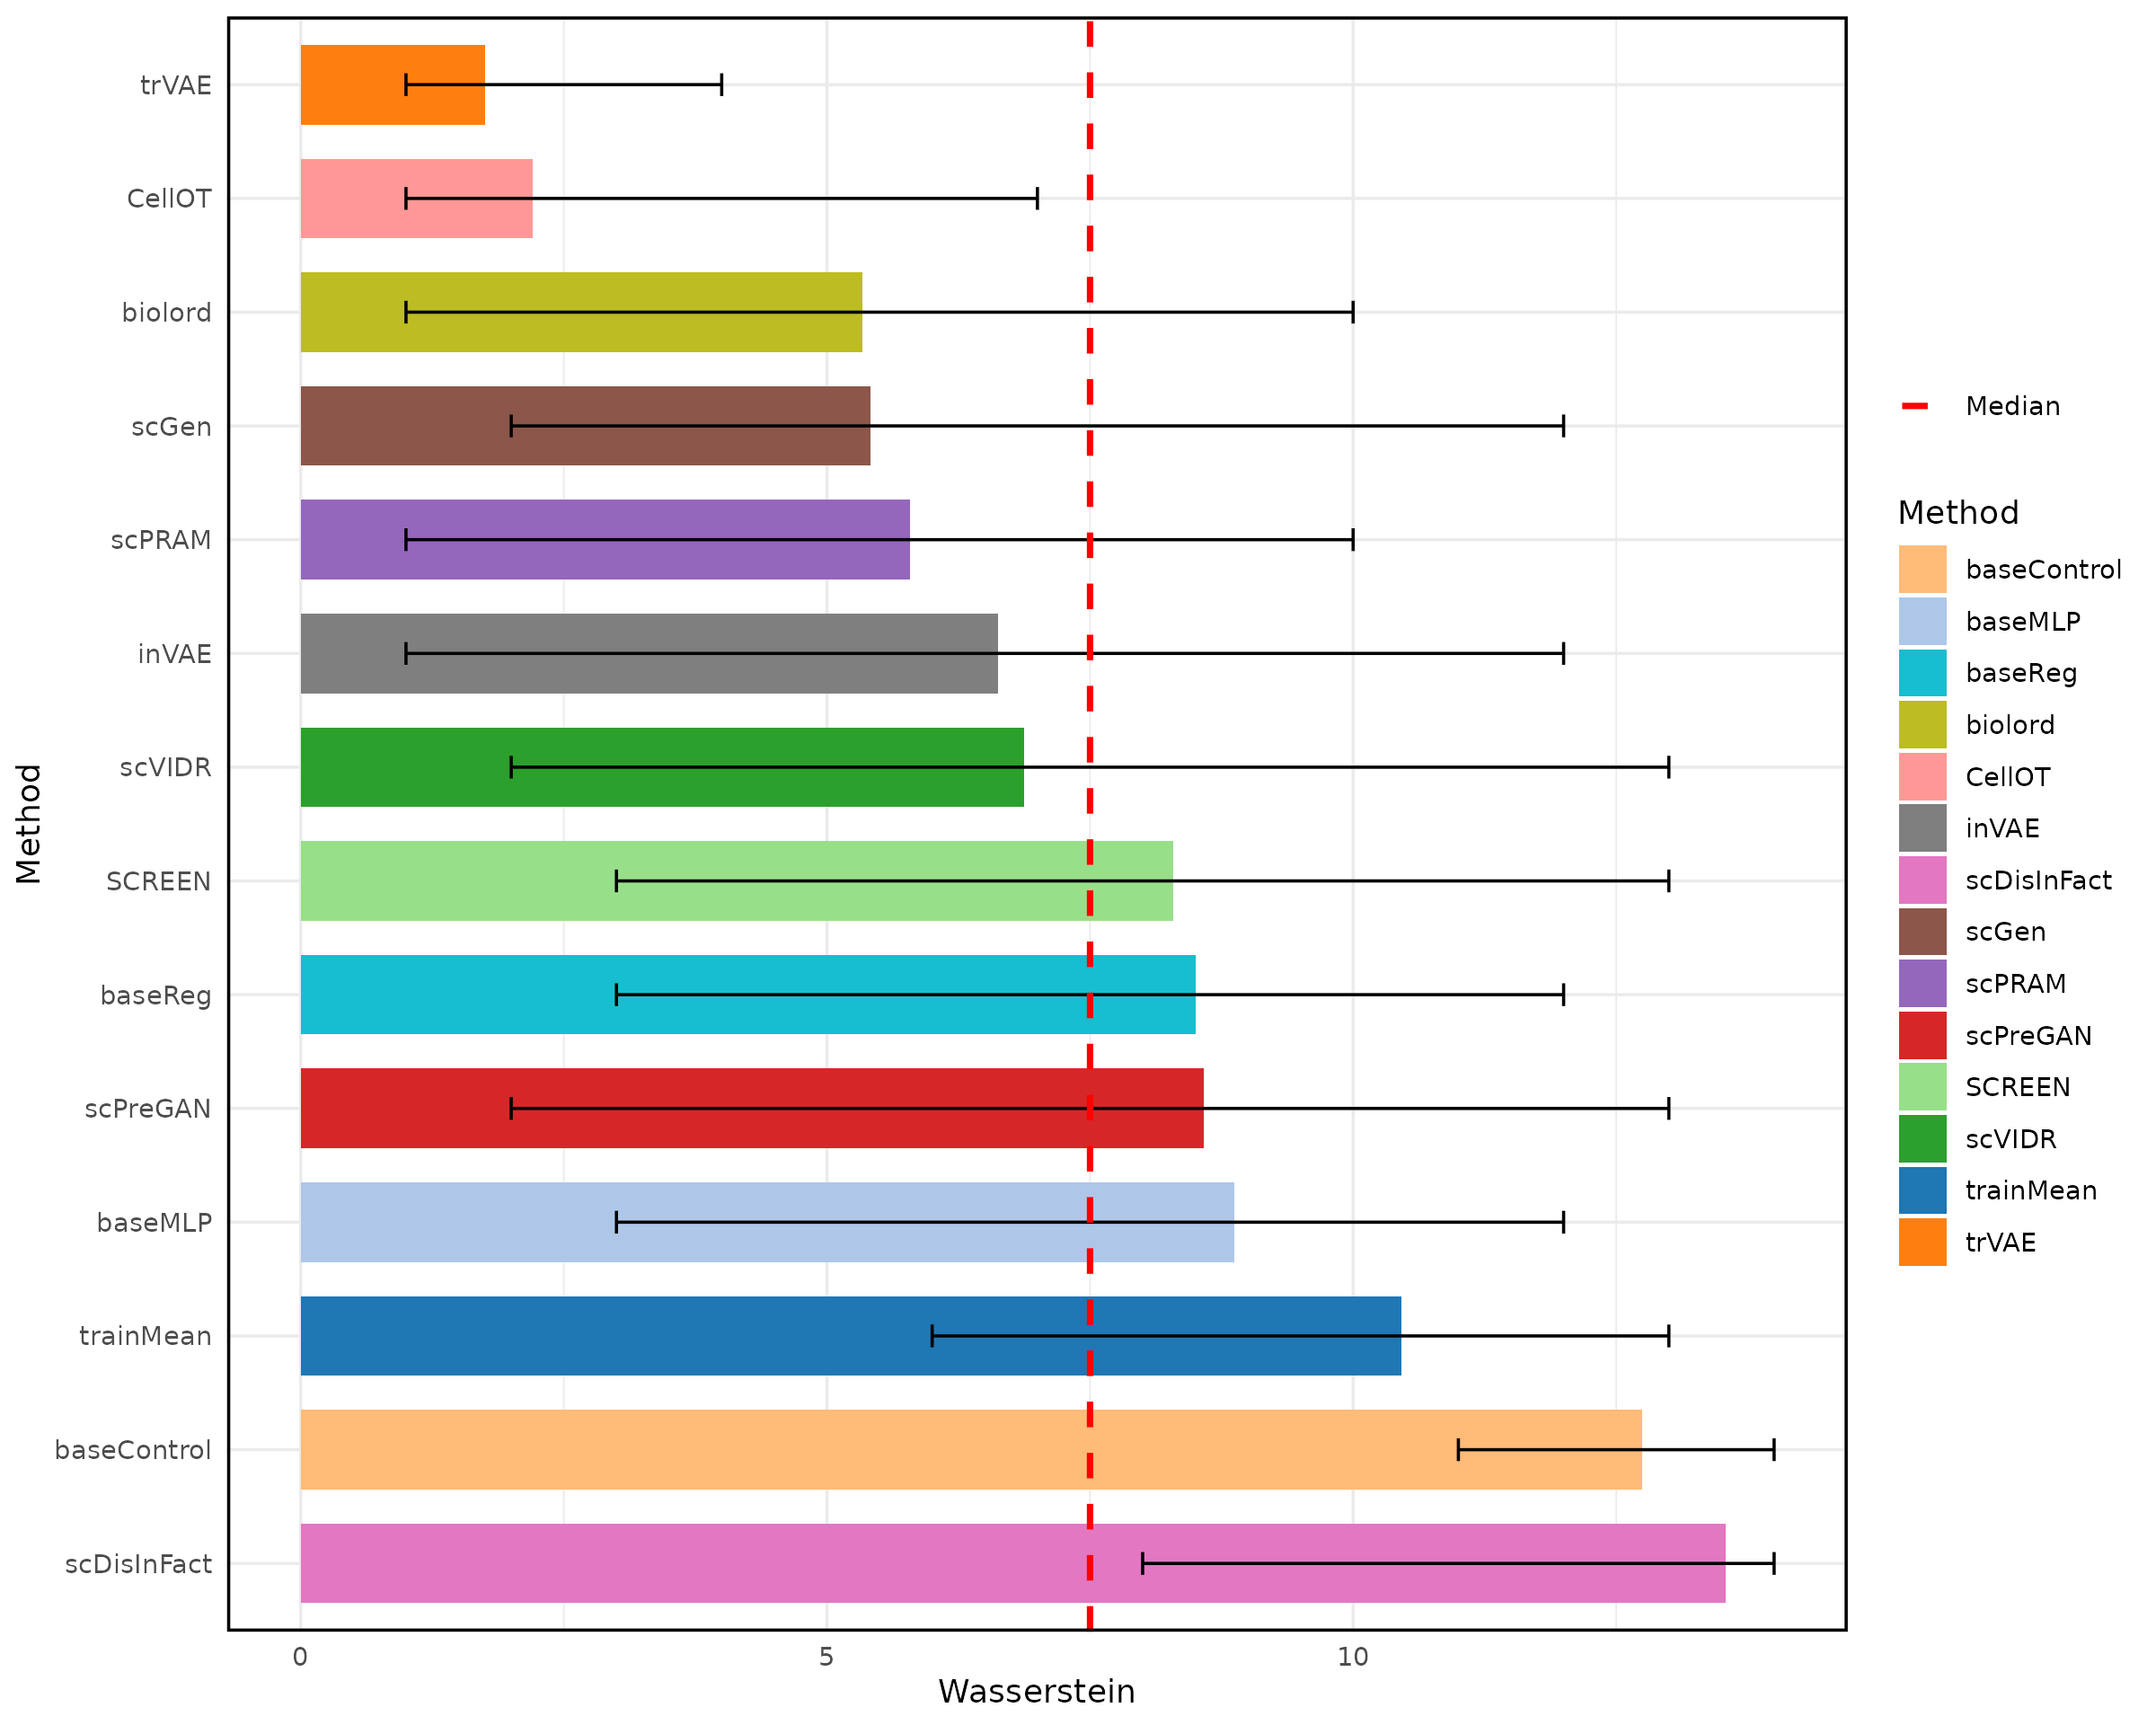 Method
trVAE
CellOT
biolord
scGen
scPRAM
inVAE
scVIDR
SCREEN
baseReg
scPreGAN
baseMLP
trainMean
baseControl
scDisInFact
0 5 10
Wasserstein
Median
Method
baseControl
baseMLP
baseReg
biolord
CellOT
inVAE
scDisInFact
scGen
scPRAM
scPreGAN
SCREEN
scVIDR
trainMean
trVAE